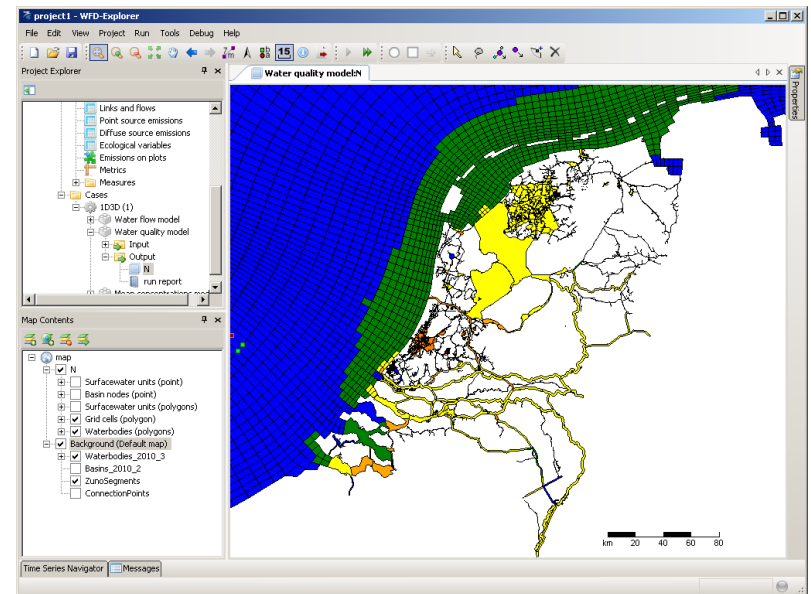 project1 - WFD-Explorer
File Edit View Project Run Tools Debug Help
15
Project Explorer
Water quality model:N
Properties
Links and flows
Point source emissions
Diffuse source emissions
Ecological variables
Emissions on plots
Metrics
Measures
Cases
1D3D (1)
Water flow model
Water quality model
Input
Output
N
run report
Map Contents
map
N
Surfacewater units (point)
Basin nodes (point)
Surfacewater units (polygons)
Grid cells (polygon)
Waterbodies (polygons)
Background (Default map)
Waterbodies_2010_3
Basins_2010_2
ZunoSegments
ConnectionPoints
km 20 40 60 80
Time Series Navigator Messages